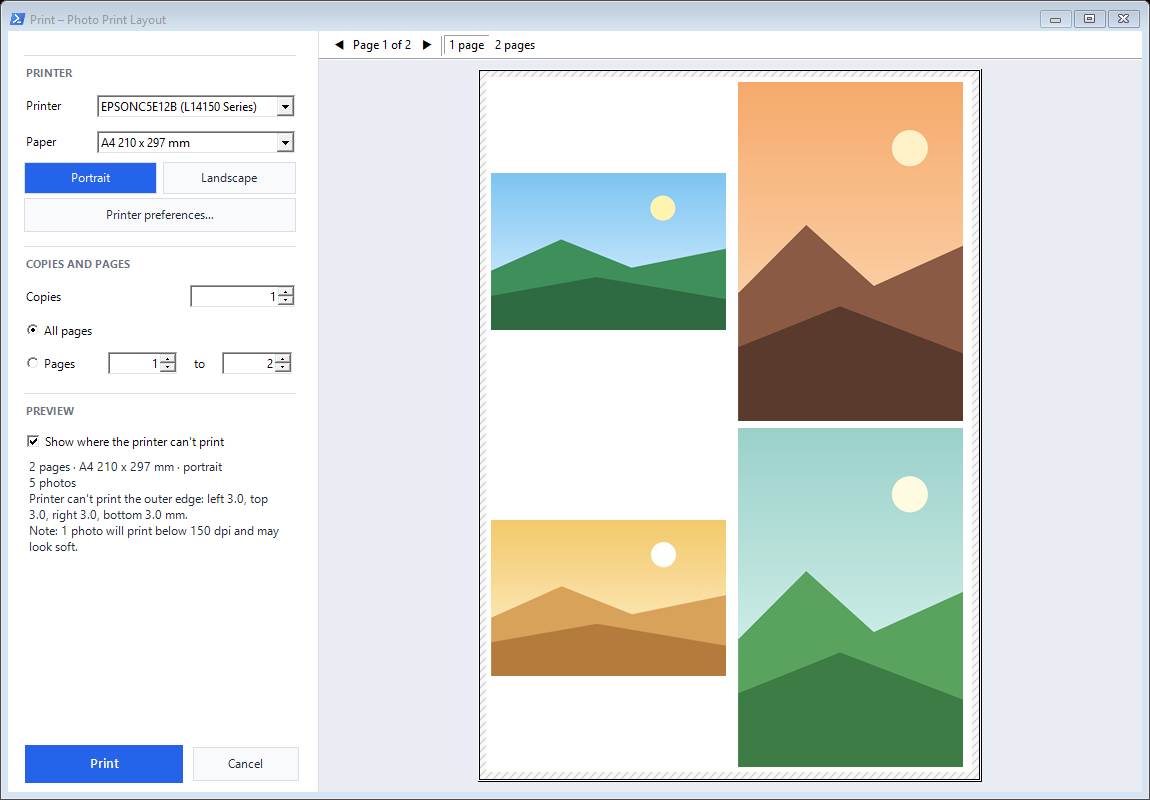 Print – Photo Print Layout
PRINTER
Printer EPSONC5E12B (L14150 Series)
Paper A4 210 x 297 mm
Portrait Landscape
Printer preferences...
COPIES AND PAGES
Copies 1
All pages
Pages 1 to 2
PREVIEW
Show where the printer can't print
2 pages · A4 210 x 297 mm · portrait
5 photos
Printer can't print the outer edge: left 3.0, top
3.0, right 3.0, bottom 3.0 mm.
Note: 1 photo will print below 150 dpi and may
look soft.
Print Cancel
Page 1 of 2 1 page 2 pages